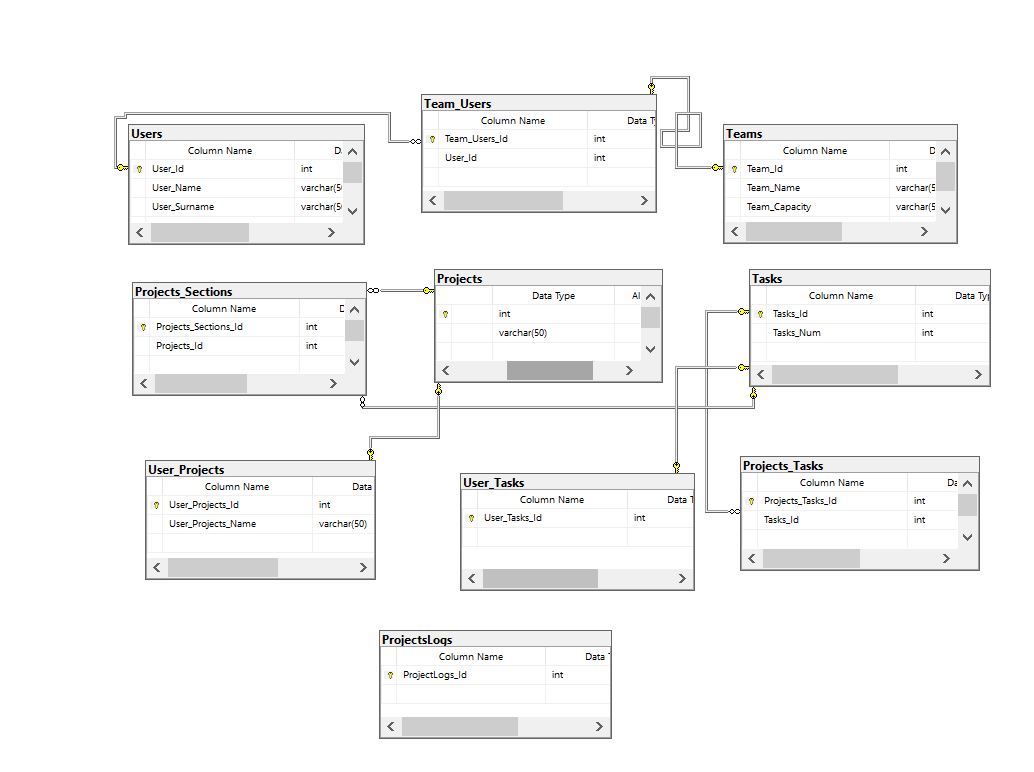 Team_Users
Column Name Data Ty
Team_Users_Id int
User_Id int
Users
Column Name D
User_Id int
User_Name varchar(5
User_Surname varchar(5
Teams
Column Name D
Team_Id int
Team_Name varchar(5
Team_Capacity varchar(5
Projects_Sections
Column Name D
Projects_Sections_Id int
Projects_Id int
Projects
Data Type Al
int
varchar(50)
Tasks
Column Name Data Typ
Tasks_Id int
Tasks_Num int
User_Projects
Column Name Data
User_Projects_Id int
User_Projects_Name varchar(50)
User_Tasks
Column Name Data T
User_Tasks_Id int
Projects_Tasks
Column Name Da
Projects_Tasks_Id int
Tasks_Id int
ProjectsLogs
Column Name Data
ProjectLogs_Id int